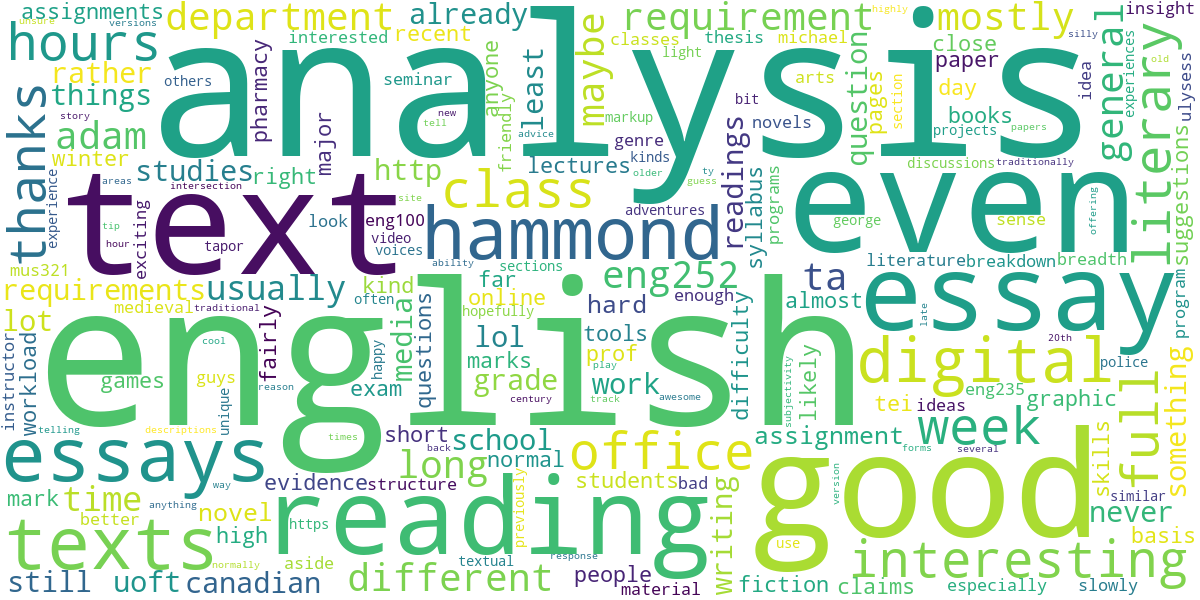 assignments
department
already
requirement
mostly
insight
unsure
versions
highly
silly
hours
analysis
interested
recent
anyone
least
maybe
classes
thesis
michael
light
question
close
general
literary
rather
others
pharmacy
seminar
arts
pages
section
paper
idea
experiences
old
ulysess
things
thanks
story
new
tell
advice
friendly
bit
markup
novels
day
books
projects
papers
adam
major
genre
kinds
older
readings
winter
studies
right
http
lectures
ty
guess
discussions
traditionally
areas
intersection
site
text
class
even
suggestions
experience
look
eng100
hammond
adventures
syllabus
programs
george
sense
offering
tip
hour
exciting
tapor
video
voices
ability
sections
literature
breakdown
breadth
mus321
far
eng252
ta
requirements
usually
kind
online
enough
almost
essay
program
medieval
traditional
often
hopefully
hard
lot
fairly
media
questions
lol
tools
difficulty
late
20th
english
cool
happy
marks
prof
digital
police
instructor
workload
games
guys
unique
reason
exam
grade
play
work
subjectivity
likely
tei
ideas
eng235
graphic
something
century
track
awesome
telling
descriptions
times
short
back
school
office
assignment
week
forms
several
full
essays
way
long
normal
students
bad
version
good
skills
similar
mark
time
anything
evidence
structure
better
novel
reading
previously
writing
never
high
https
use
basis
texts
normally
aside
textual
response
interesting
still
uoft
canadian
different
people
material
fiction
claims
especially
slowly